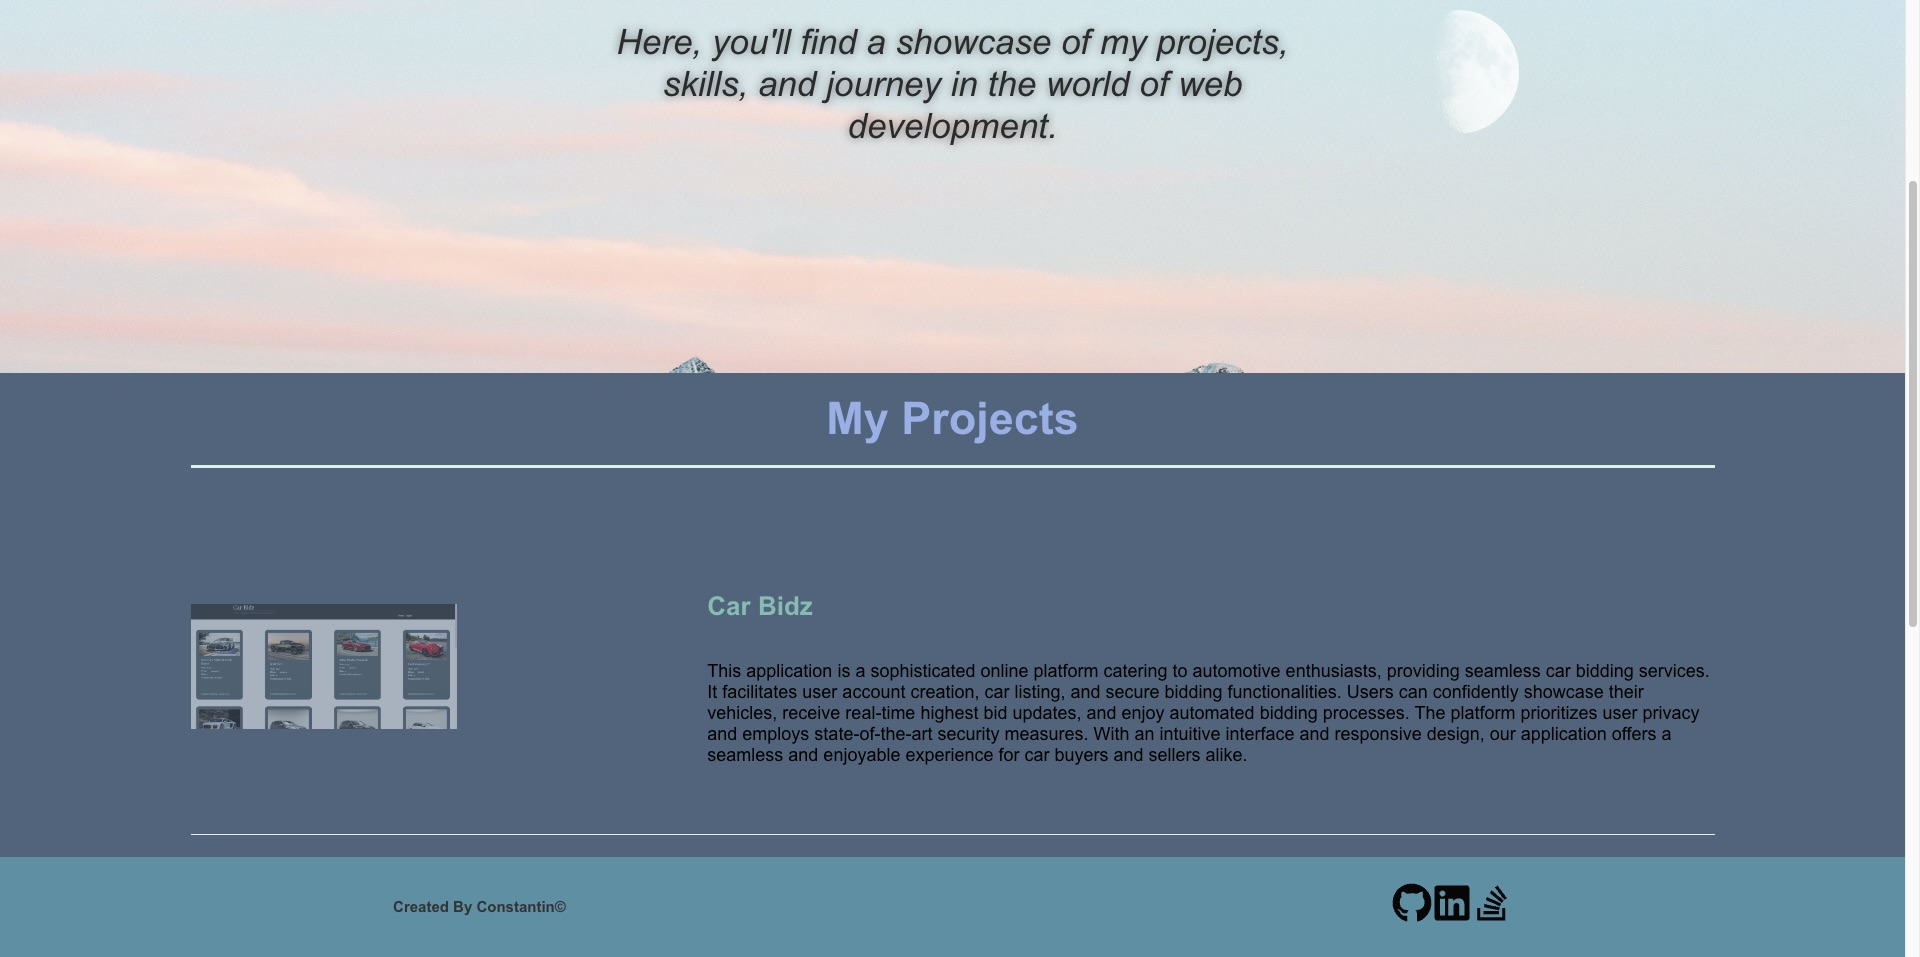 Here, you'll find a showcase of my projects,
skills, and journey in the world of web
development.
My Projects
Car Bidz
Car Bidz
This application is a sophisticated online platform catering to automotive enthusiasts, providing seamless car bidding services.
It facilitates user account creation, car listing, and secure bidding functionalities. Users can confidently showcase their
vehicles, receive real-time highest bid updates, and enjoy automated bidding processes. The platform prioritizes user privacy
and employs state-of-the-art security measures. With an intuitive interface and responsive design, our application offers a
seamless and enjoyable experience for car buyers and sellers alike.
Created By Constantin©
in